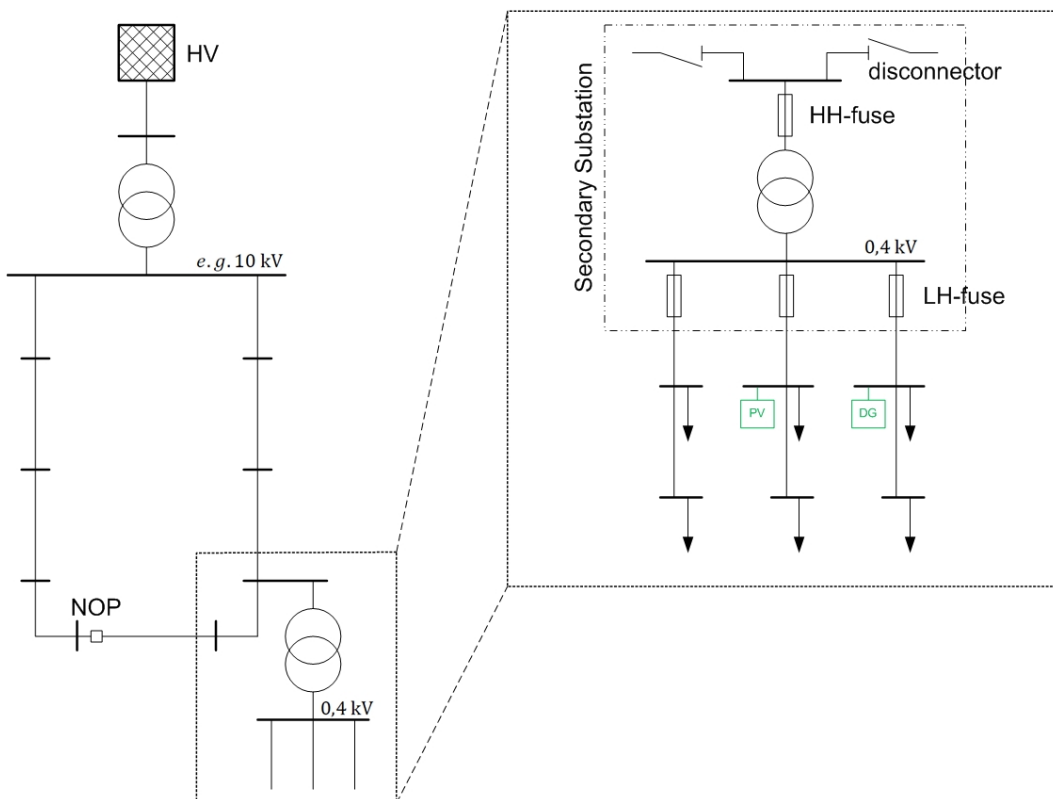 HV
e.g.10 kV
NOP
0,4 kV
Secondary Substation
disconnector
HH-fuse
0,4 kV
LH-fuse
PV
DG